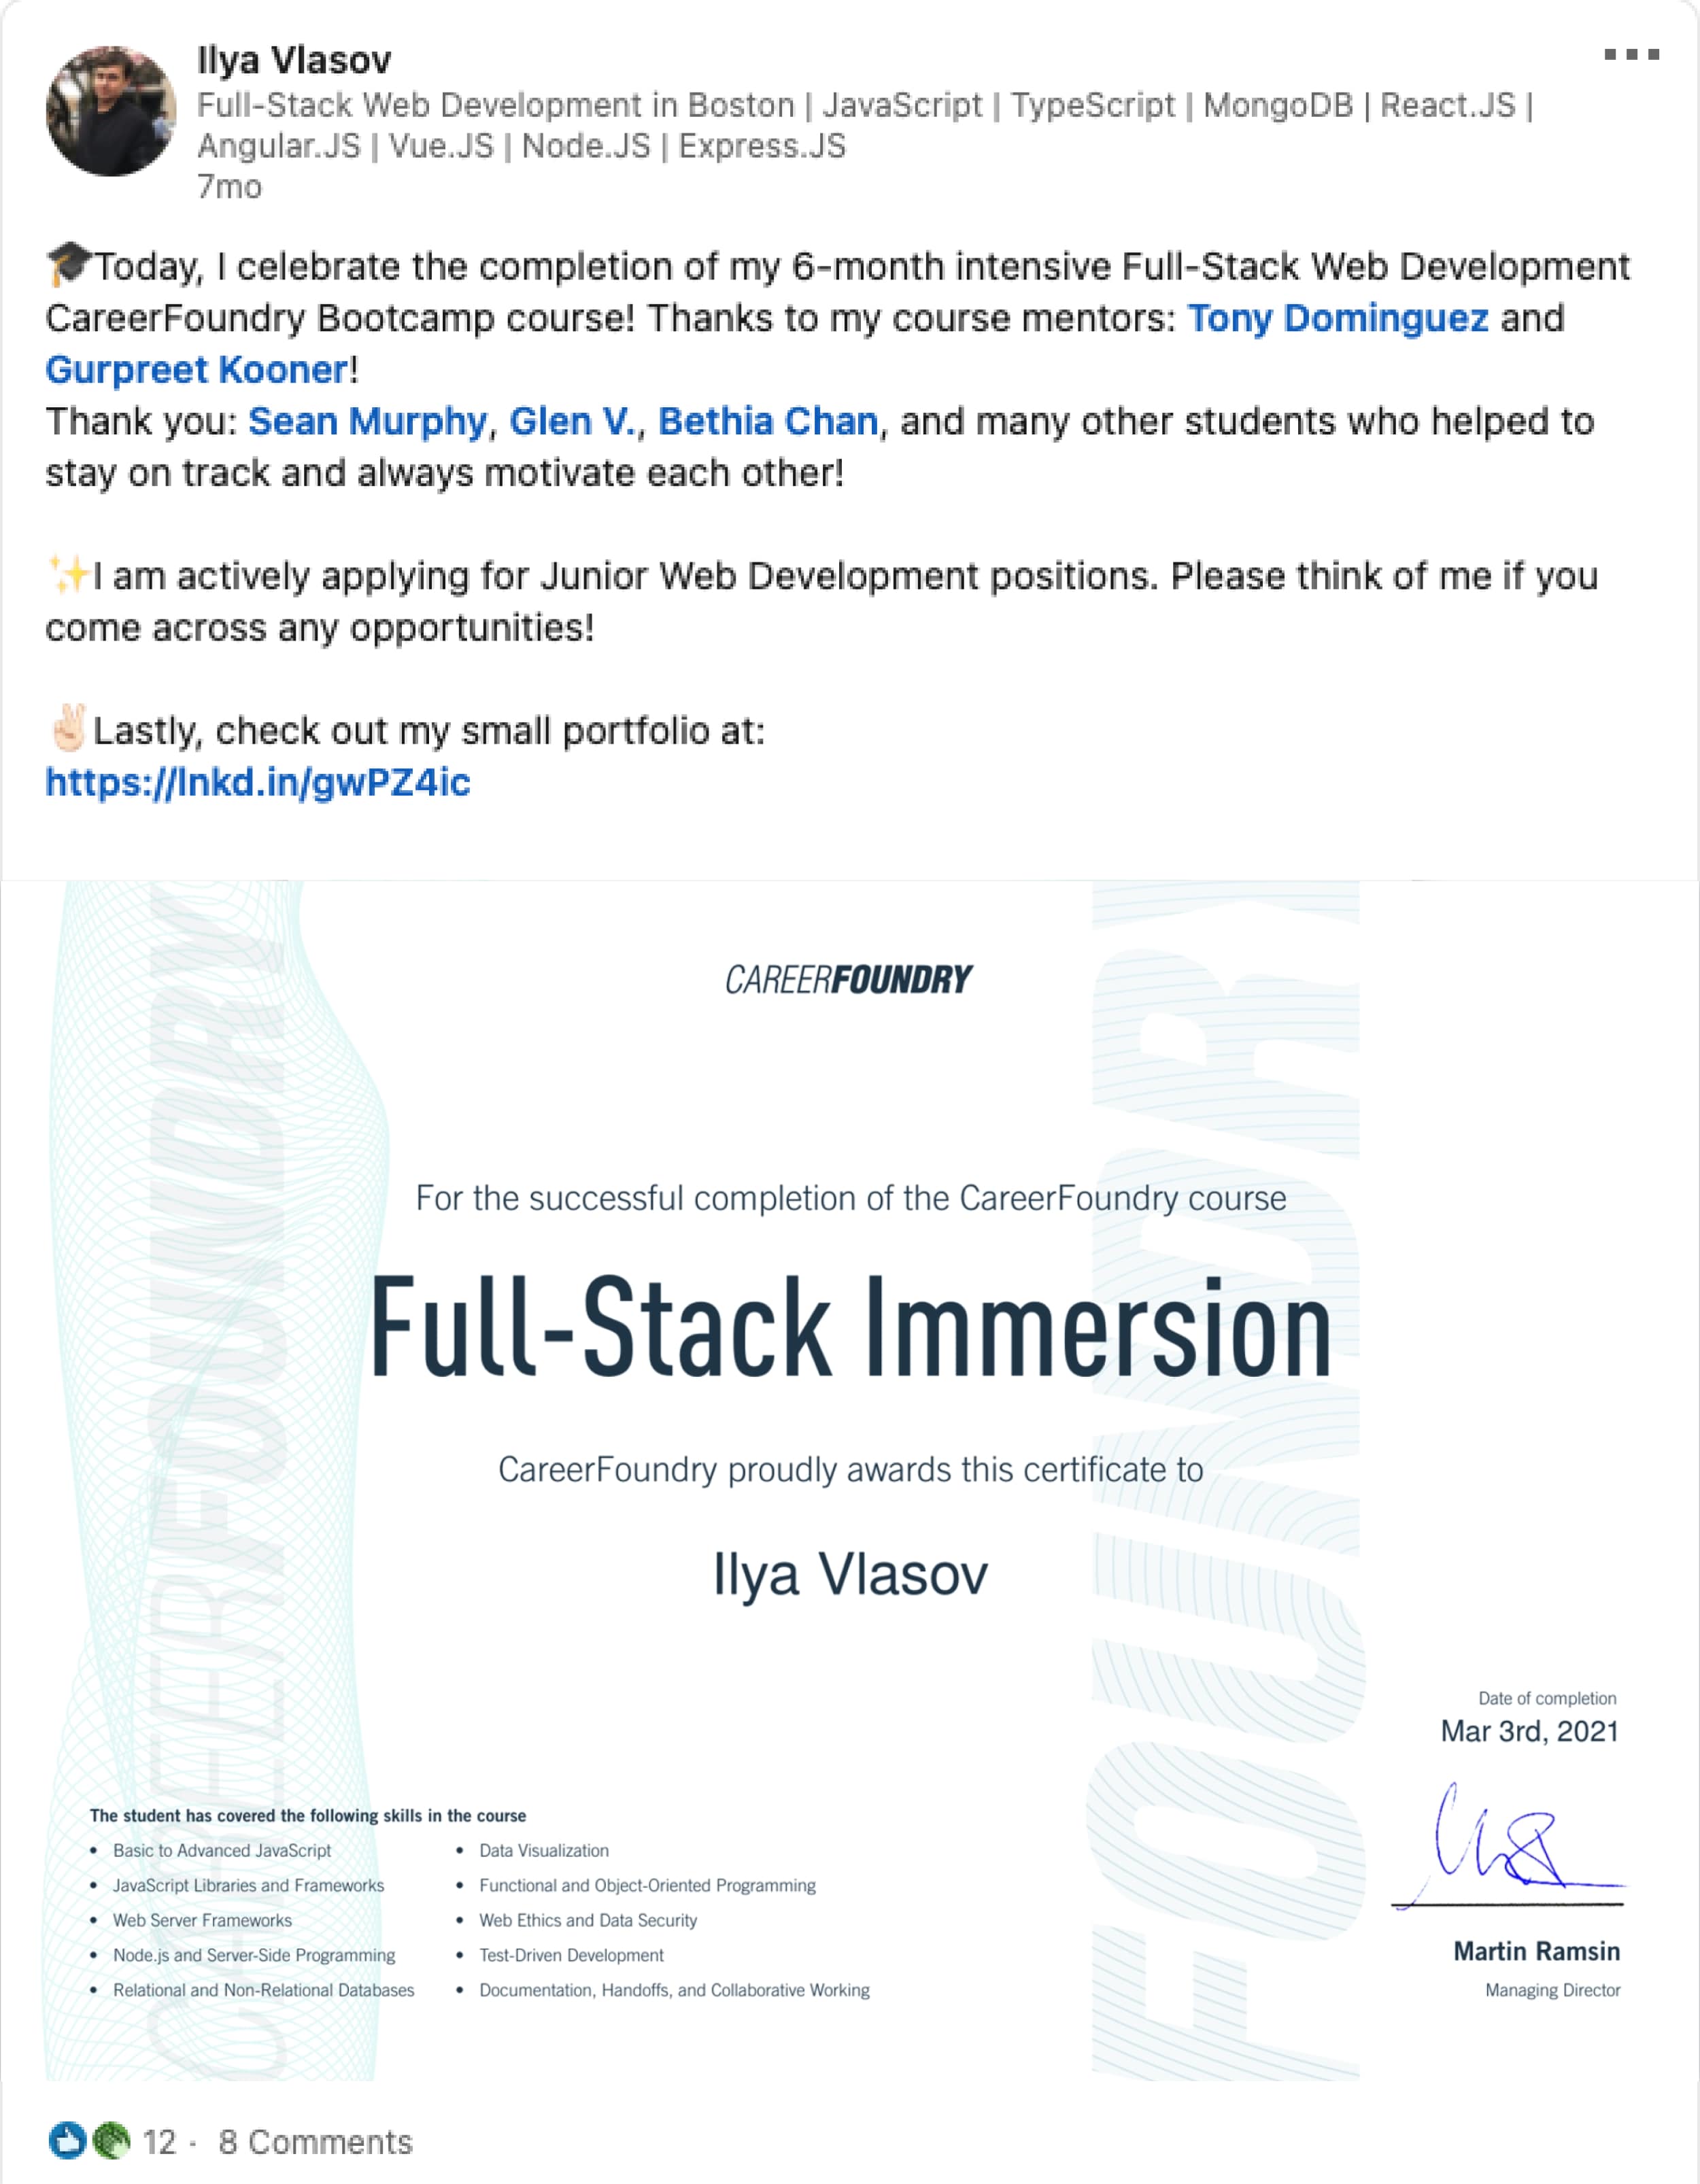 Ilya Vlasov
Full-Stack Web Development in Boston | JavaScript | TypeScript | MongoDB | React.JS |
Angular.JS | Vue.JS | Node.JS | Express.JS
7mo
🎓Today, I celebrate the completion of my 6-month intensive Full-Stack Web Development
CareerFoundry Bootcamp course! Thanks to my course mentors: Tony Dominguez and
Gurpreet Kooner!
Thank you: Sean Murphy, Glen V., Bethia Chan, and many other students who helped to
stay on track and always motivate each other!
✨I am actively applying for Junior Web Development positions. Please think of me if you
come across any opportunities!
✌🏻Lastly, check out my small portfolio at:
https://lnkd.in/gwPZ4ic
CAREERFOUNDRY
CAREERFOUNDRY
FOUNDRY
For the successful completion of the CareerFoundry course
Full-Stack Immersion
CareerFoundry proudly awards this certificate to
Ilya Vlasov
Date of completion
Mar 3rd, 2021
The student has covered the following skills in the course
• Basic to Advanced JavaScript
• JavaScript Libraries and Frameworks
• Web Server Frameworks
• Node.js and Server-Side Programming
• Relational and Non-Relational Databases
• Data Visualization
• Functional and Object-Oriented Programming
• Web Ethics and Data Security
• Test-Driven Development
• Documentation, Handoffs, and Collaborative Working
Martin Ramsin
Managing Director
12 · 8 Comments